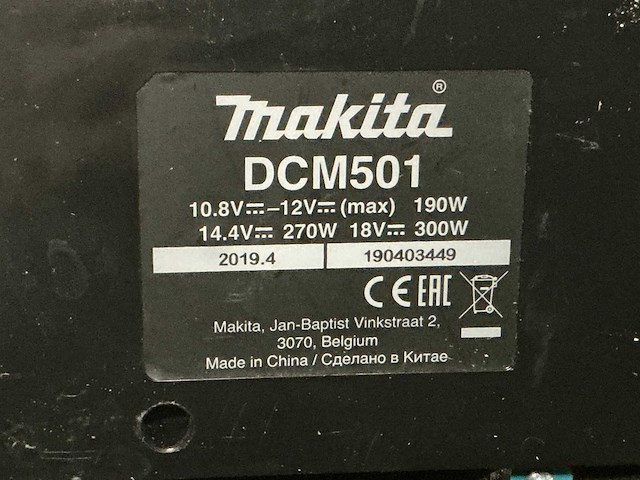 makita®
DCM501
10.8V⎓–12V⎓(max) 190W
14.4V⎓ 270W 18V⎓ 300W
2019.4 190403449
CE EAC
Makita, Jan-Baptist Vinkstraat 2,
3070, Belgium
Made in China / Сделано в Китае